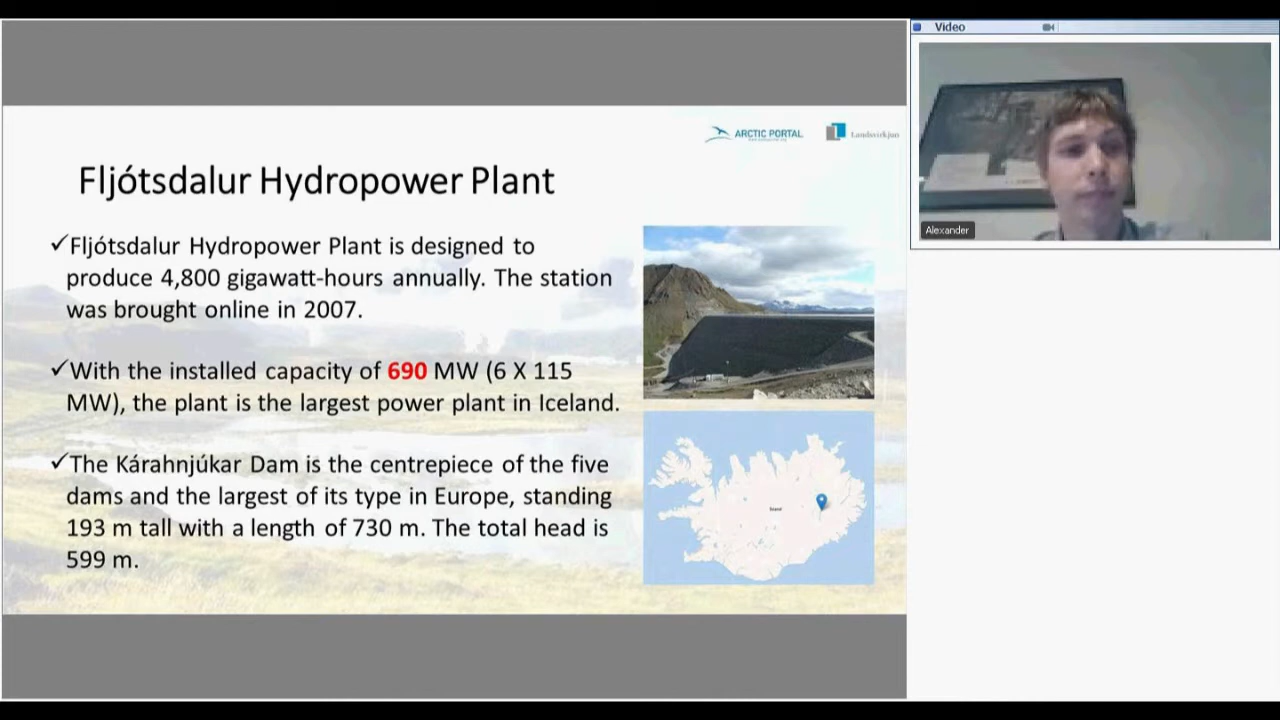 Video
ARCTIC PORTAL
Landsvirkjun
Fljótsdalur Hydropower Plant
✓Fljótsdalur Hydropower Plant is designed to
produce 4,800 gigawatt-hours annually. The station
was brought online in 2007.
✓With the installed capacity of 690 MW (6 X 115
MW), the plant is the largest power plant in Iceland.
✓The Kárahnjúkar Dam is the centrepiece of the five
dams and the largest of its type in Europe, standing
193 m tall with a length of 730 m. The total head is
599 m.
Alexander